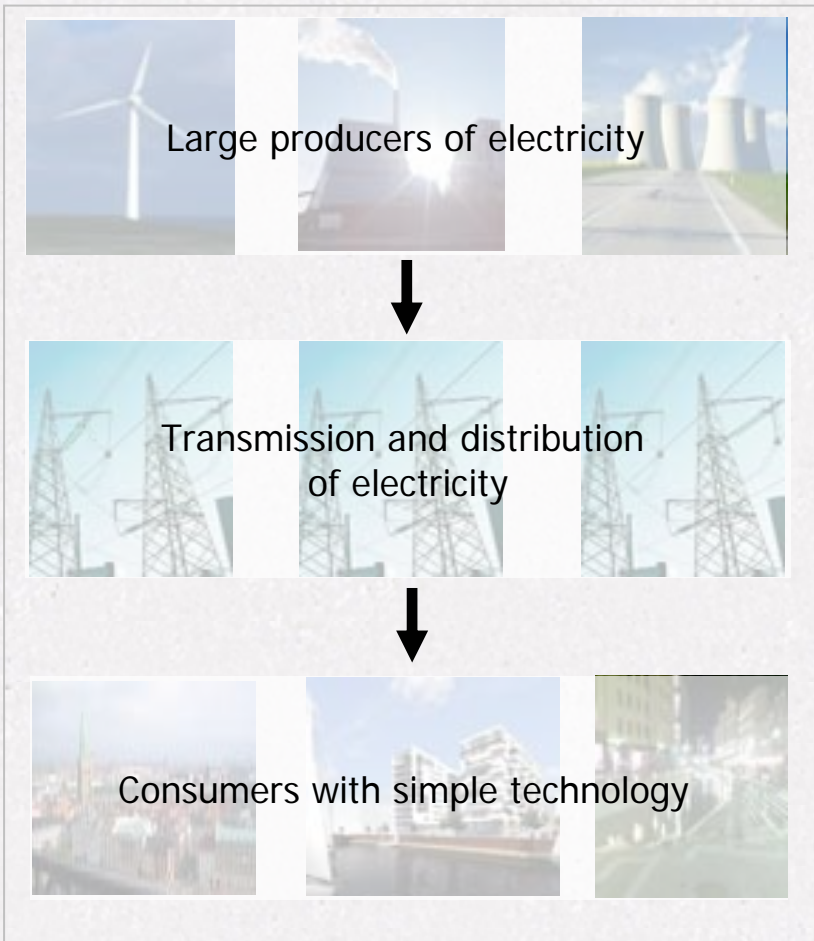 Large producers of electricity
Transmission and distribution
of electricity
Consumers with simple technology